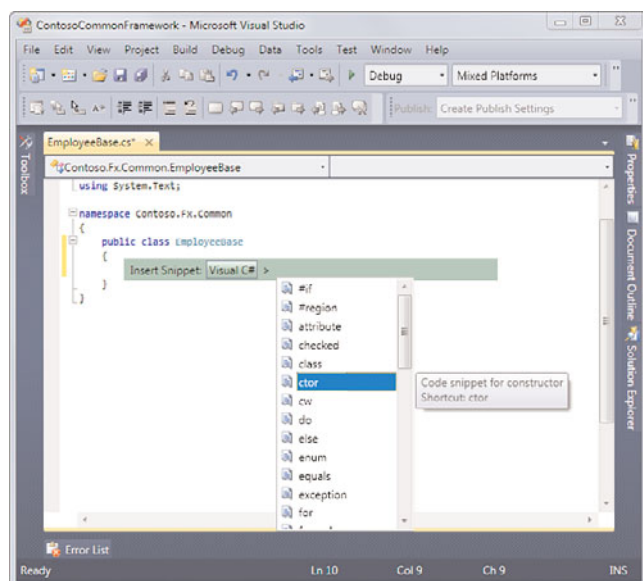 ContosoCommonFramework - Microsoft Visual Studio
File Edit View Project Build Debug Data Tools Test Window Help
Debug Mixed Platforms
Publish: Create Publish Settings
EmployeeBase.cs*
Toolbox
Contoso.Fx.Common.EmployeeBase
using System.Text;
namespace Contoso.Fx.Common
{
public class EmployeeBase
{
Insert Snippet: Visual C# >
}
}
#if
#region
attribute
checked
class
ctor
cw
do
else
enum
equals
exception
for
Code snippet for constructor
Shortcut: ctor
Properties
Document Outline
Solution Explorer
Error List
Ready Ln 10 Col 9 Ch 9 INS